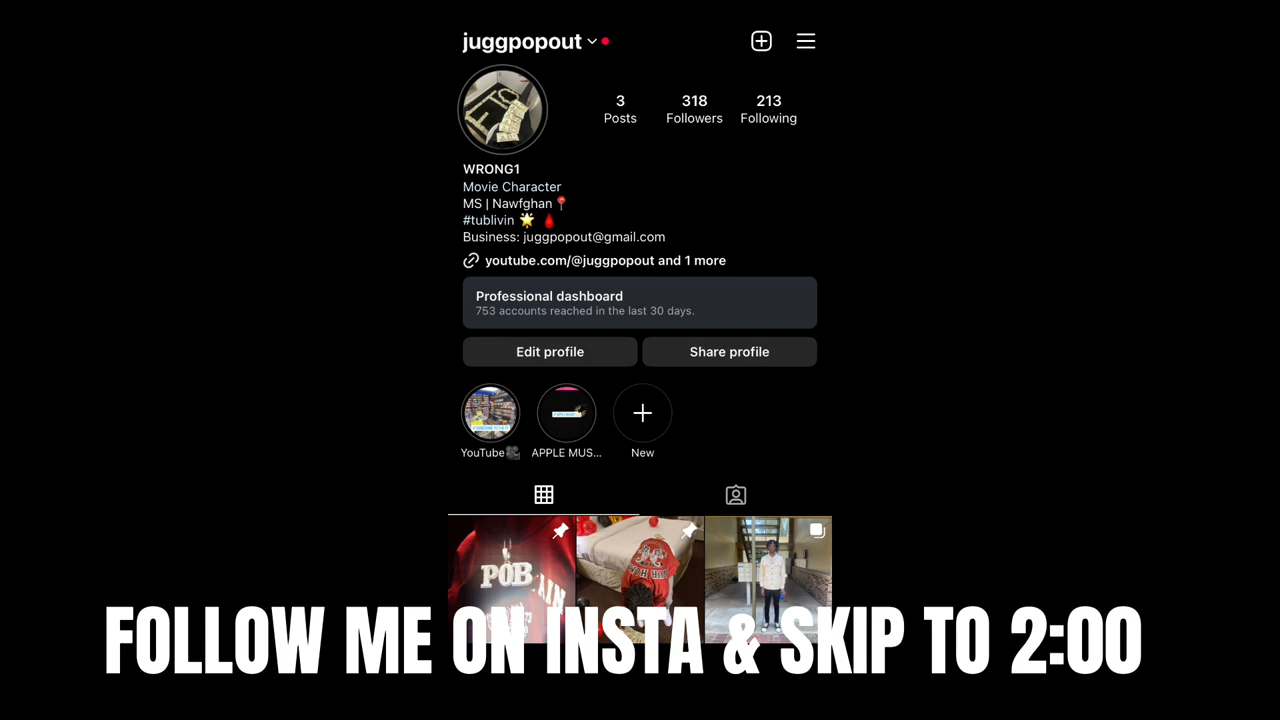 juggpopout
3 318 213
Posts Followers Following
WRONG1
Movie Character
MS | Nawfghan📍
#tublivin 🌟 🩸
Business: juggpopout@gmail.com
youtube.com/@juggpopout and 1 more
Professional dashboard
753 accounts reached in the last 30 days.
Edit profile Share profile
YouTube🎥 APPLE MUS... New
POB
FOLLOW ME ON INSTA & SKIP TO 2:00